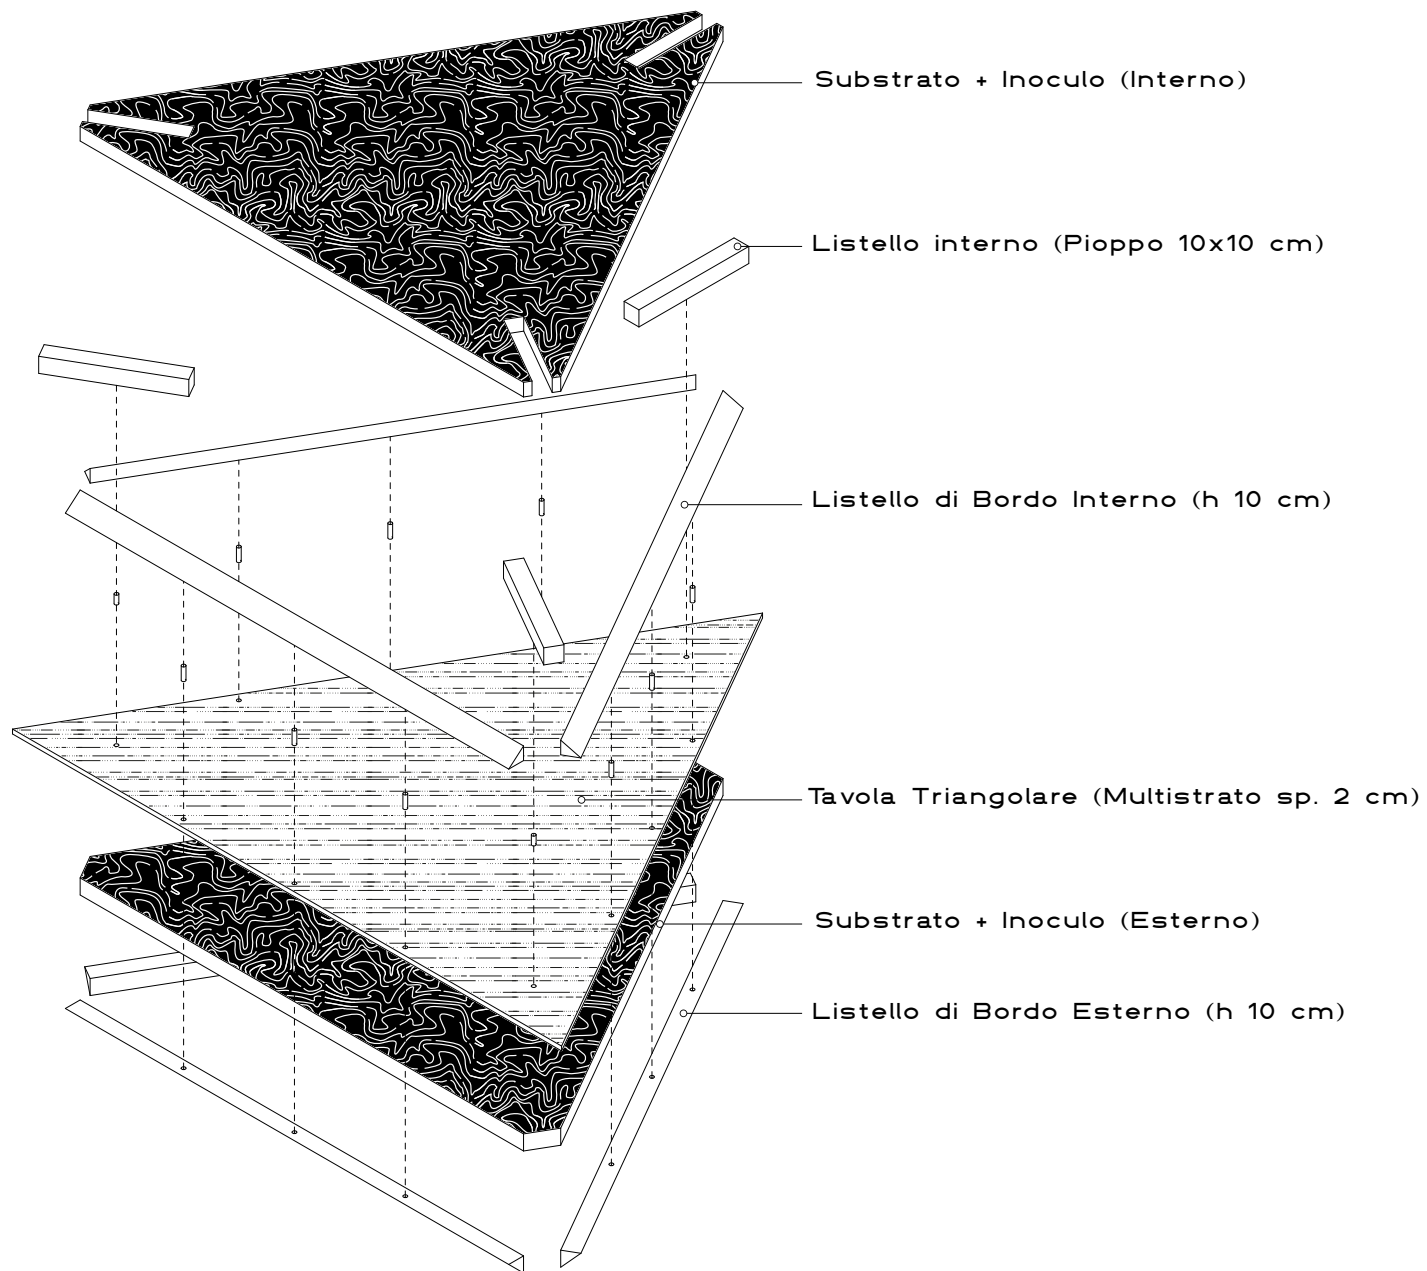 Substrato + Inoculo (Interno)
Listello interno (Pioppo 10x10 cm)
Listello di Bordo Interno (h 10 cm)
Tavola Triangolare (Multistrato sp. 2 cm)
Substrato + Inoculo (Esterno)
Listello di Bordo Esterno (h 10 cm)